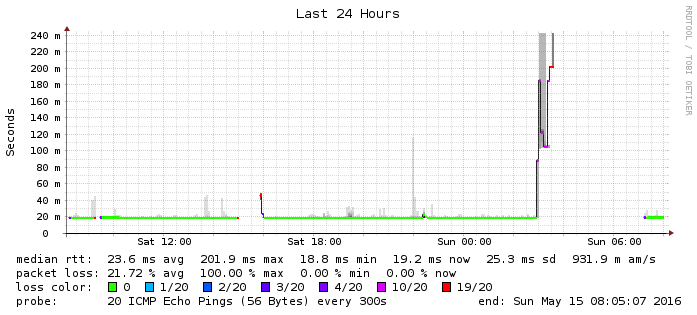 Last 24 Hours
RRDTOOL / TOBI OETIKER
Seconds
240 m
220 m
200 m
180 m
160 m
140 m
120 m
100 m
80 m
60 m
40 m
20 m
0
Sat 12:00 Sat 18:00 Sun 00:00 Sun 06:00
median rtt: 23.6 ms avg 201.9 ms max 18.8 ms min 19.2 ms now 25.3 ms sd 931.9 m am/s
packet loss: 21.72 % avg 100.00 % max 0.00 % min 0.00 % now
loss color: 0 1/20 2/20 3/20 4/20 10/20 19/20
probe: 20 ICMP Echo Pings (56 Bytes) every 300s end: Sun May 15 08:05:07 2016